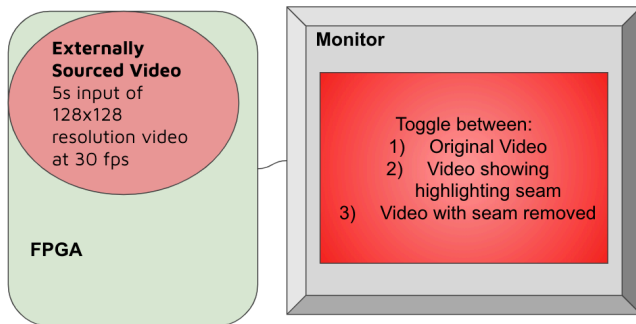 Externally
Sourced Video
5s input of
128x128
resolution video
at 30 fps
FPGA
Monitor
Toggle between:
1) Original Video
2) Video showing
highlighting seam
3) Video with seam removed